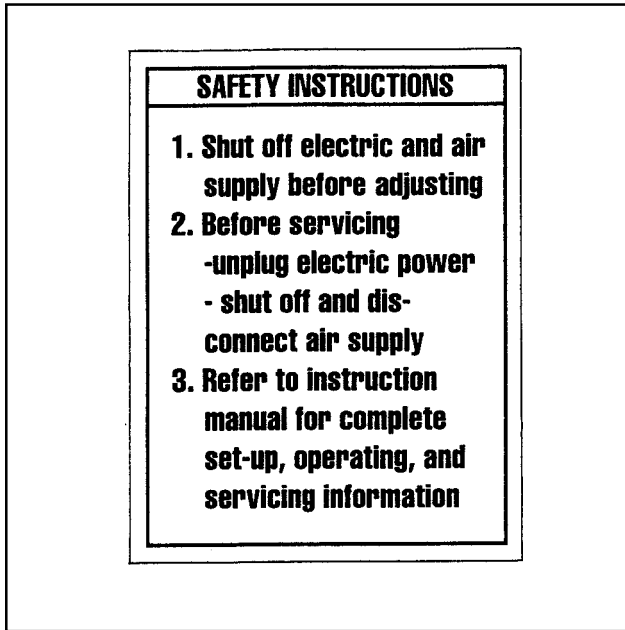 SAFETY INSTRUCTIONS
1. Shut off electric and air
supply before adjusting
2. Before servicing
-unplug electric power
- shut off and dis-
connect air supply
3. Refer to instruction
manual for complete
set-up, operating, and
servicing information